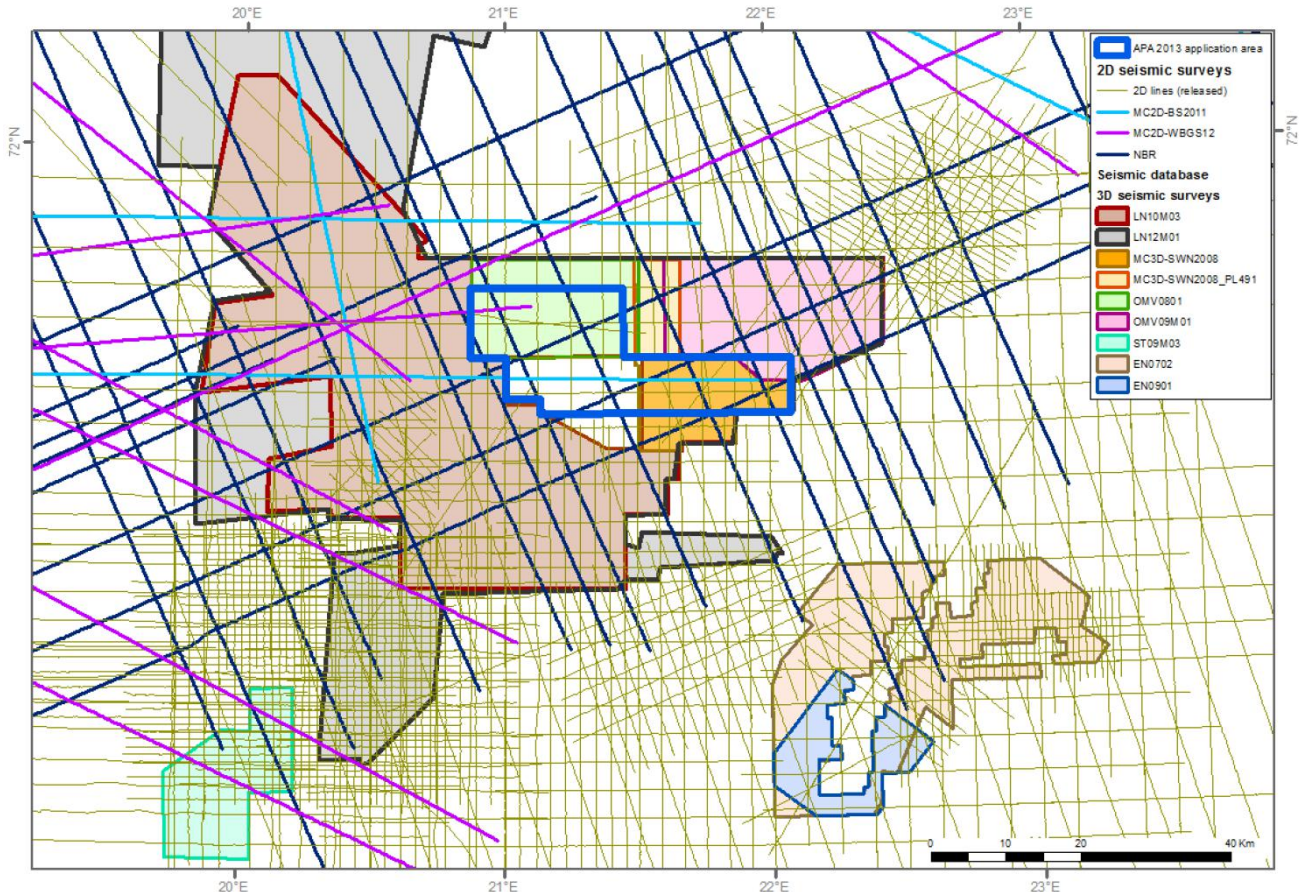 20°E
21°E
22°E
23°E
72°N
72°N
APA 2013 application area
2D seismic surveys
2D lines (released)
MC2D-BS2011
MC2D-WBGS12
NBR
Seismic database
3D seismic surveys
LN10M03
LN12M01
MC3D-SWN2008
MC3D-SWN2008_PL491
OMV0801
OMV09M01
ST09M03
EN0702
EN0901
0 10 20 40 Km
20°E
21°E
22°E
23°E